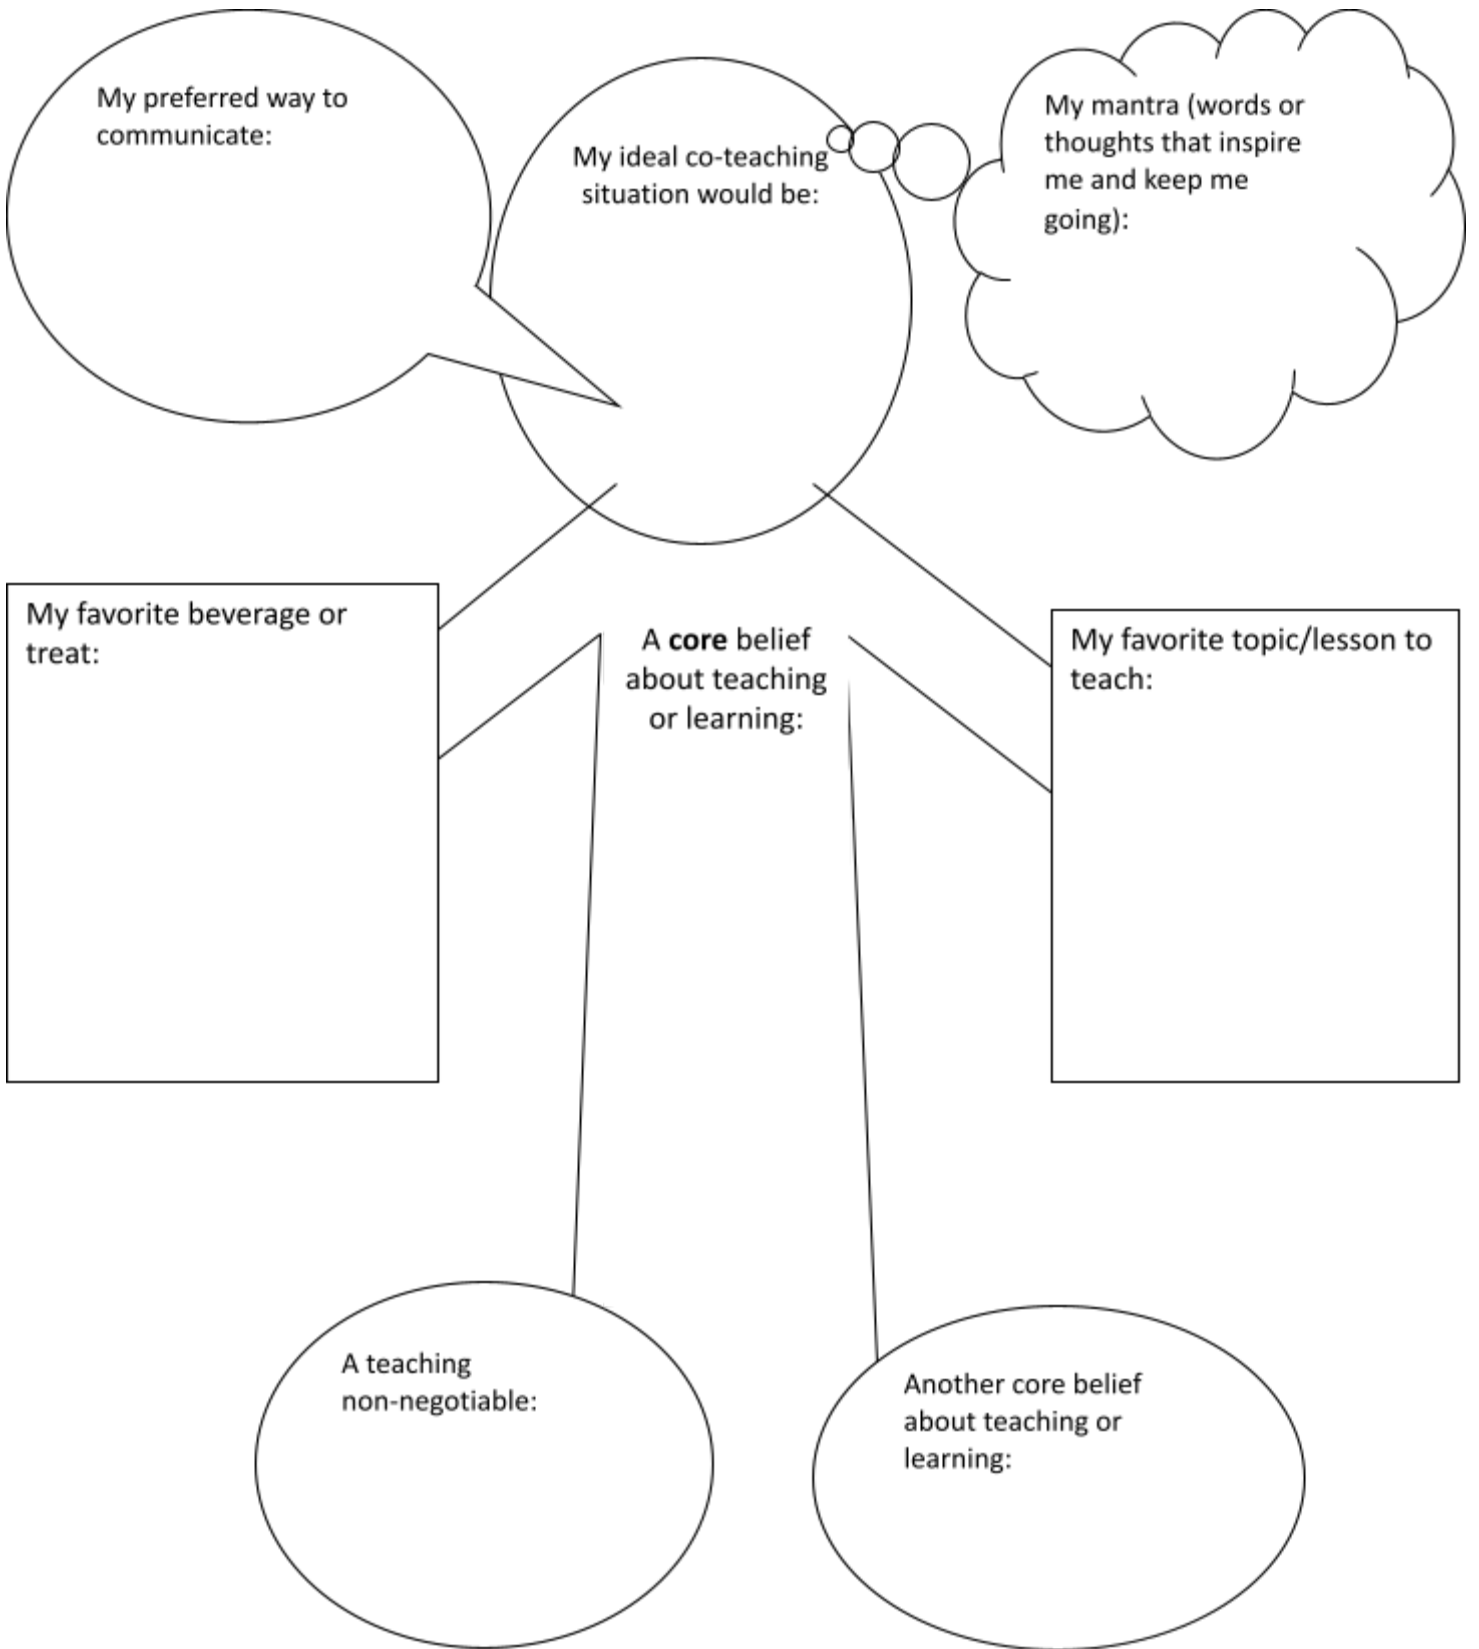 My preferred way to
communicate:
My ideal co-teaching
situation would be:
My mantra (words or
thoughts that inspire
me and keep me
going):
My favorite beverage or
treat:
A core belief
about teaching
or learning:
My favorite topic/lesson to
teach:
A teaching
non-negotiable:
Another core belief
about teaching or
learning: